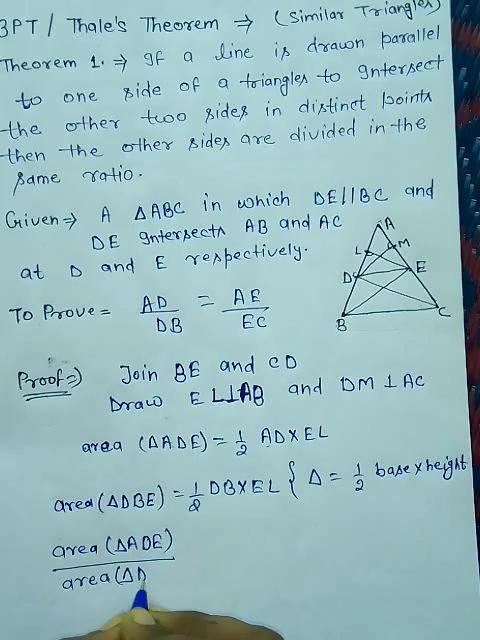 BPT / Thale's Theorem ⇒ (Similar Triangles)
Theorem 1. ⇒ If a line is drawn parallel
to one side of a triangles to Intersect
the other two sides in distinct points
then the other sides are divided in the
same ratio.
Given ⇒ A ΔABC in which DE||BC and
DE Intersects AB and AC
at D and E respectively.
A
L
M
D
E
B
C
To Prove = AD/DB = AE/EC
Proof ⇒ Join BE and CD
Draw EL⊥AB and DM ⊥ AC
area (ΔADE) = 1/2 AD×EL
area (ΔDBE) = 1/2 DB×EL { Δ = 1/2 base × height
area (ΔADE)
area (ΔD